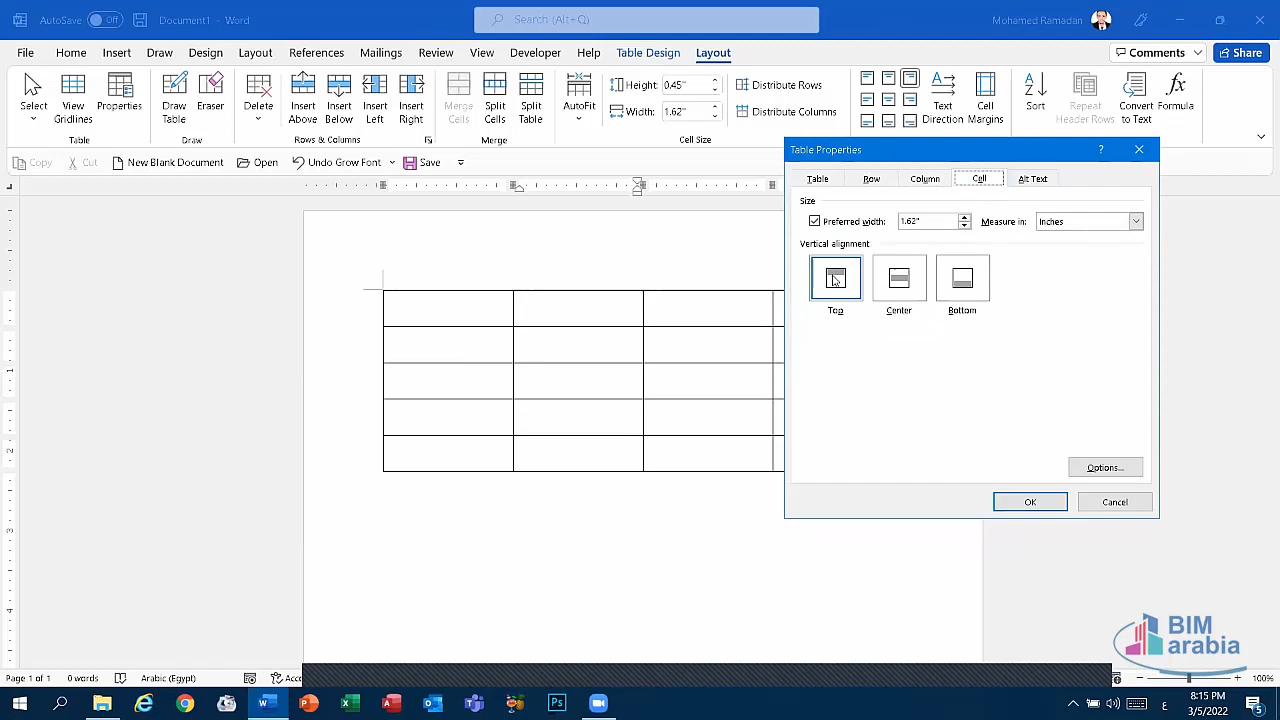 AutoSave Off Document1 - Word Search (Alt+Q) Mohamed Ramadan
File Home Insert Draw Design Layout References Mailings Review View Developer Help Table Design Layout Comments Share
Select View Gridlines Properties Draw Table Eraser Delete Insert Above Insert Below Insert Left Insert Right Merge Cells Split Cells Split Table AutoFit Height: 0.45" Width: 1.62" Distribute Rows Distribute Columns Text Direction Cell Margins Sort Repeat Header Rows Convert to Text Formula
Table Draw Rows & Columns Merge Cell Size
Copy Cut New Blank Document Open Undo Grow Font Save
Table Properties
Table Row Column Cell Alt Text
Size
Preferred width: 1.62" Measure in: Inches
Vertical alignment
Top Center Bottom
Options...
OK Cancel
BIM
arabia
Page 1 of 1 0 words Arabic (Egypt) Acc 100%
8:15 PM
3/5/2022